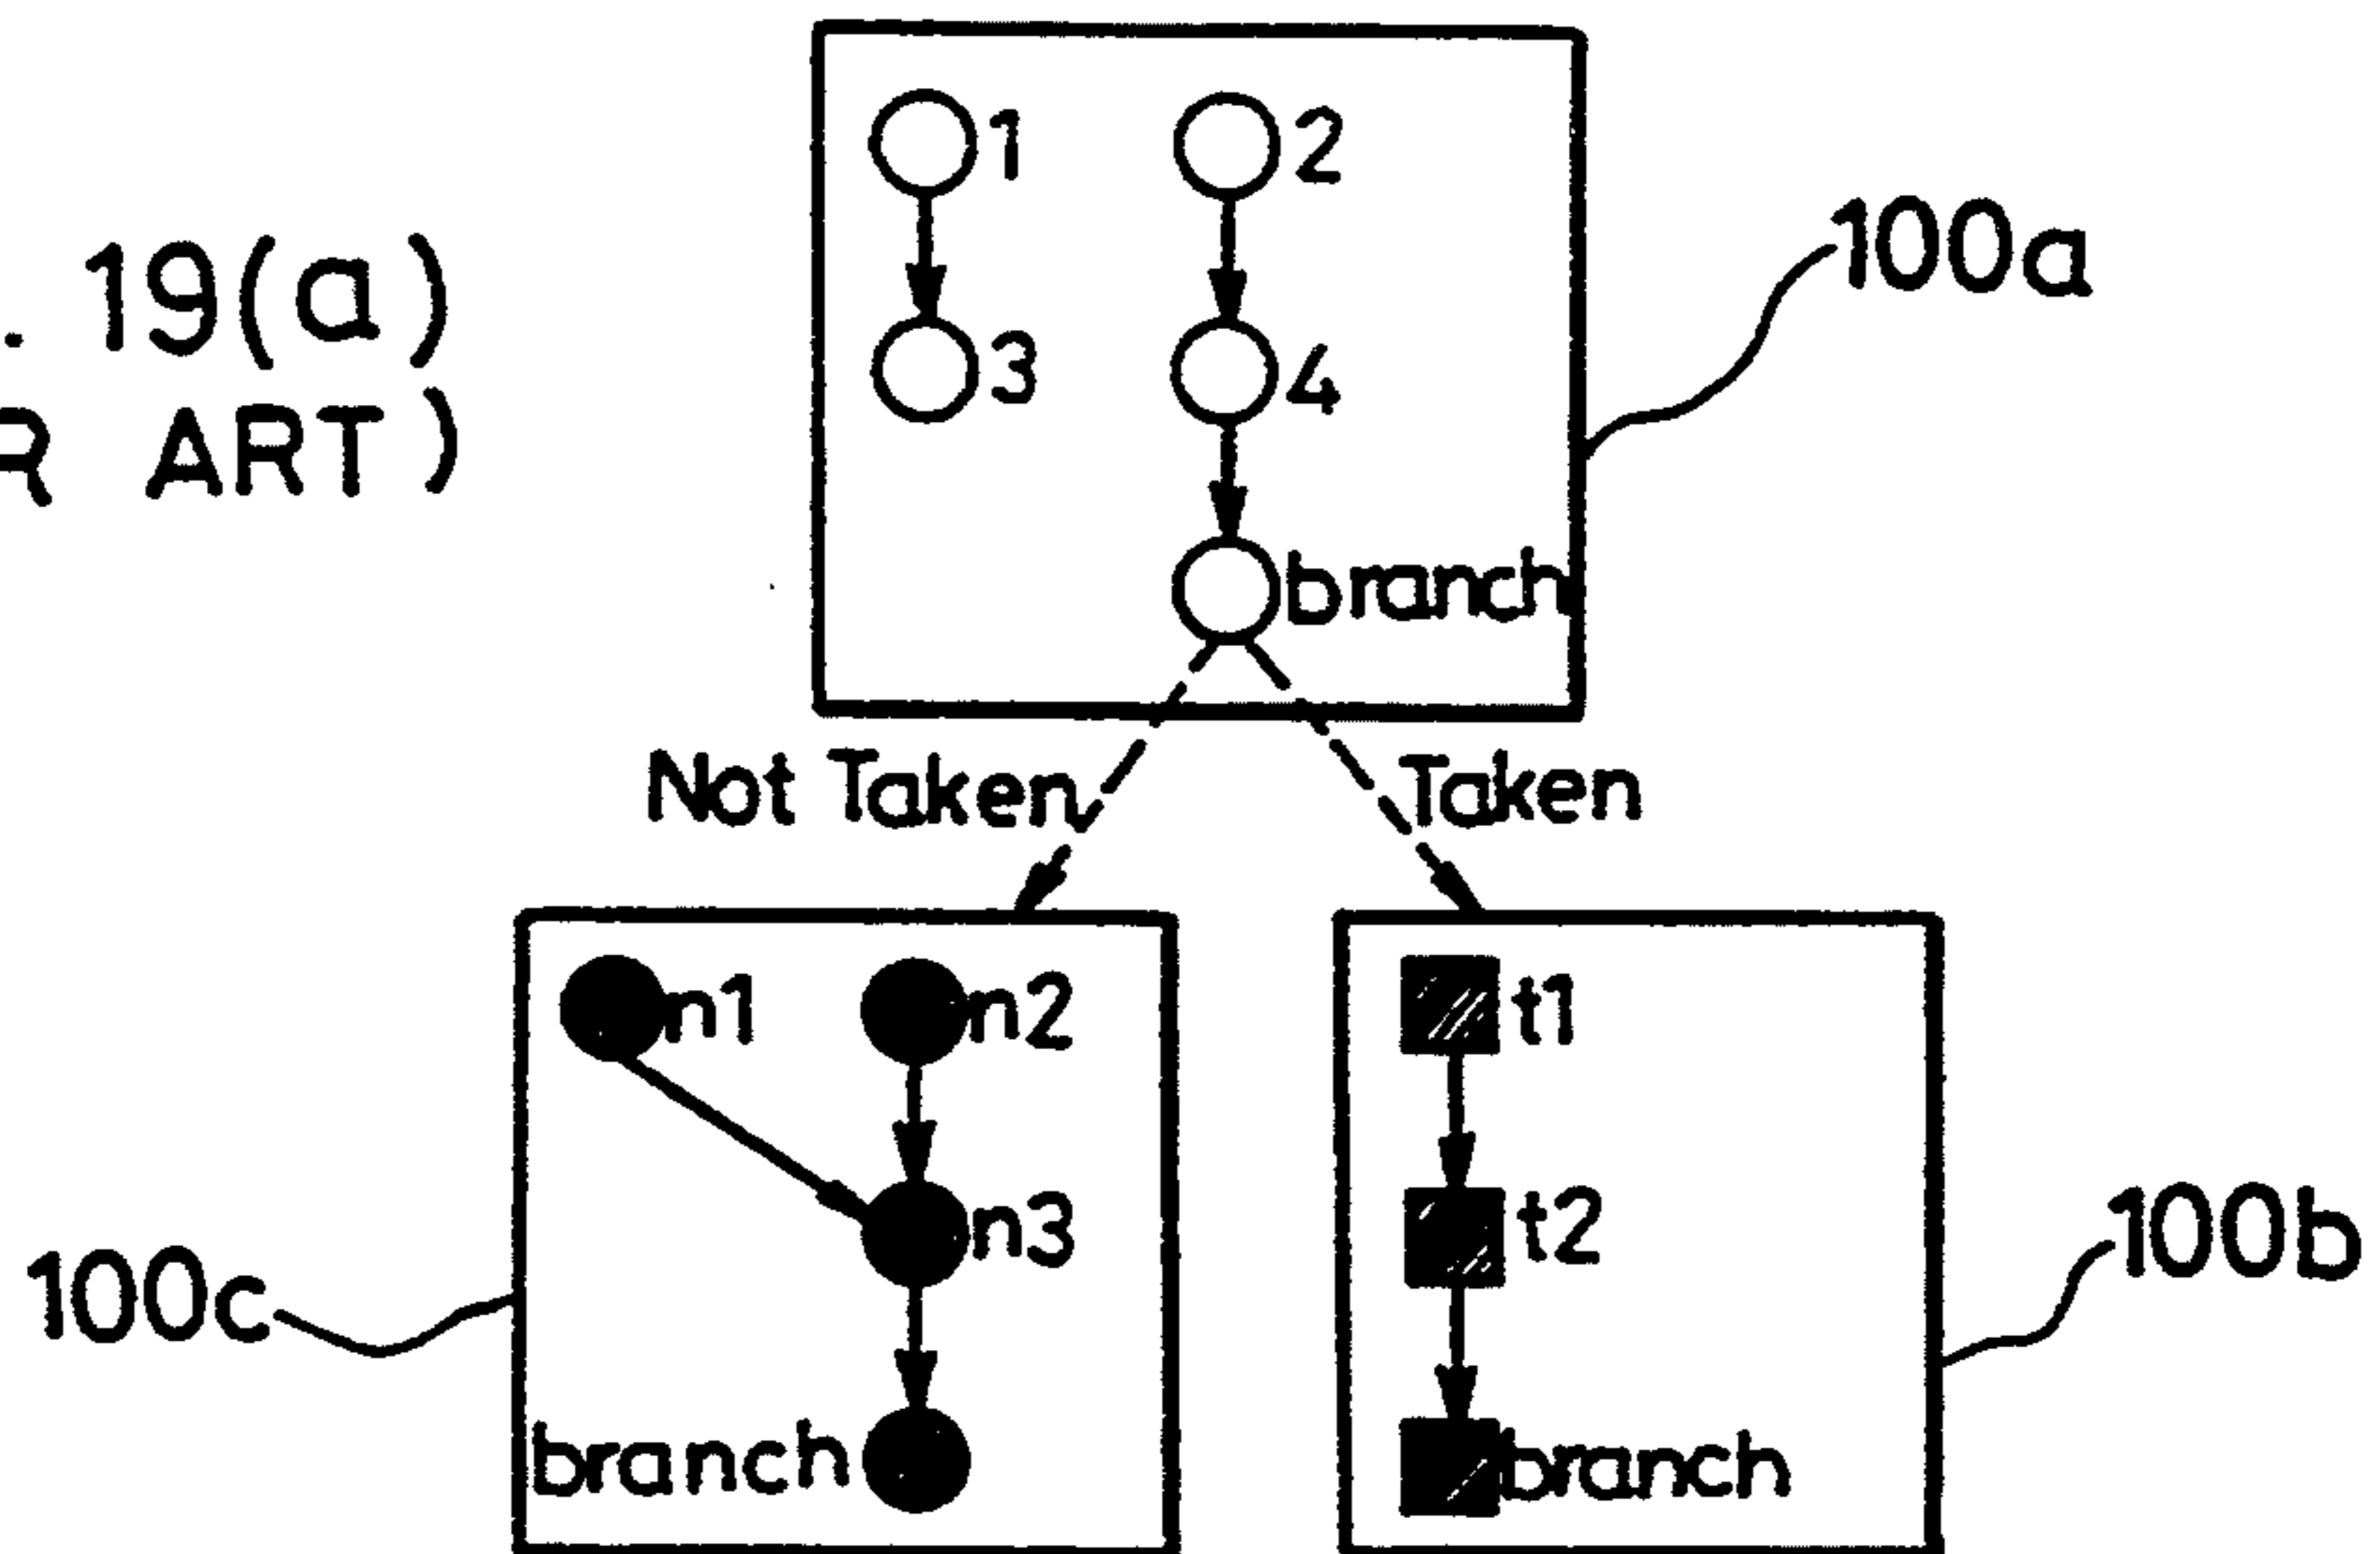 . 19(a)
R ART)
1 2
3 4
branch
100a
Not Taken Taken
n1 n2
n3
branch
100c
t1
t2
branch
100b